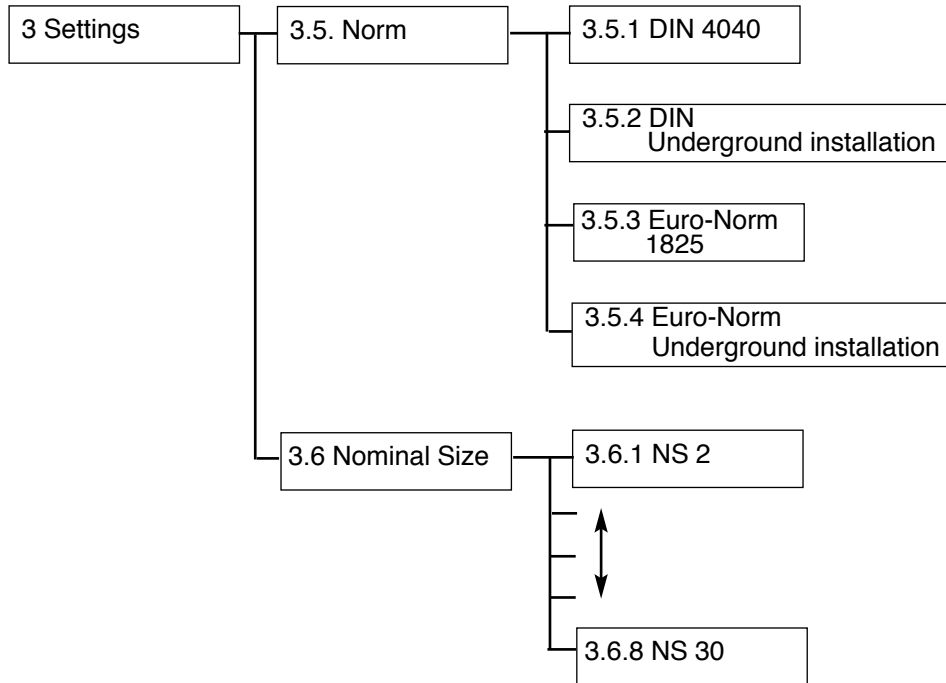 3 Settings
3.5. Norm
3.5.1 DIN 4040
3.5.2 DIN
Underground installation
3.5.3 Euro-Norm
1825
3.5.4 Euro-Norm
Underground installation
3.6 Nominal Size
3.6.1 NS 2
3.6.8 NS 30